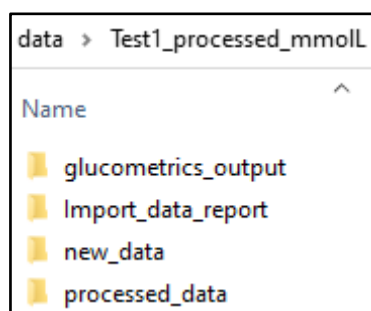 data > Test1_processed_mmolL
Name
glucometrics_output
Import_data_report
new_data
processed_data